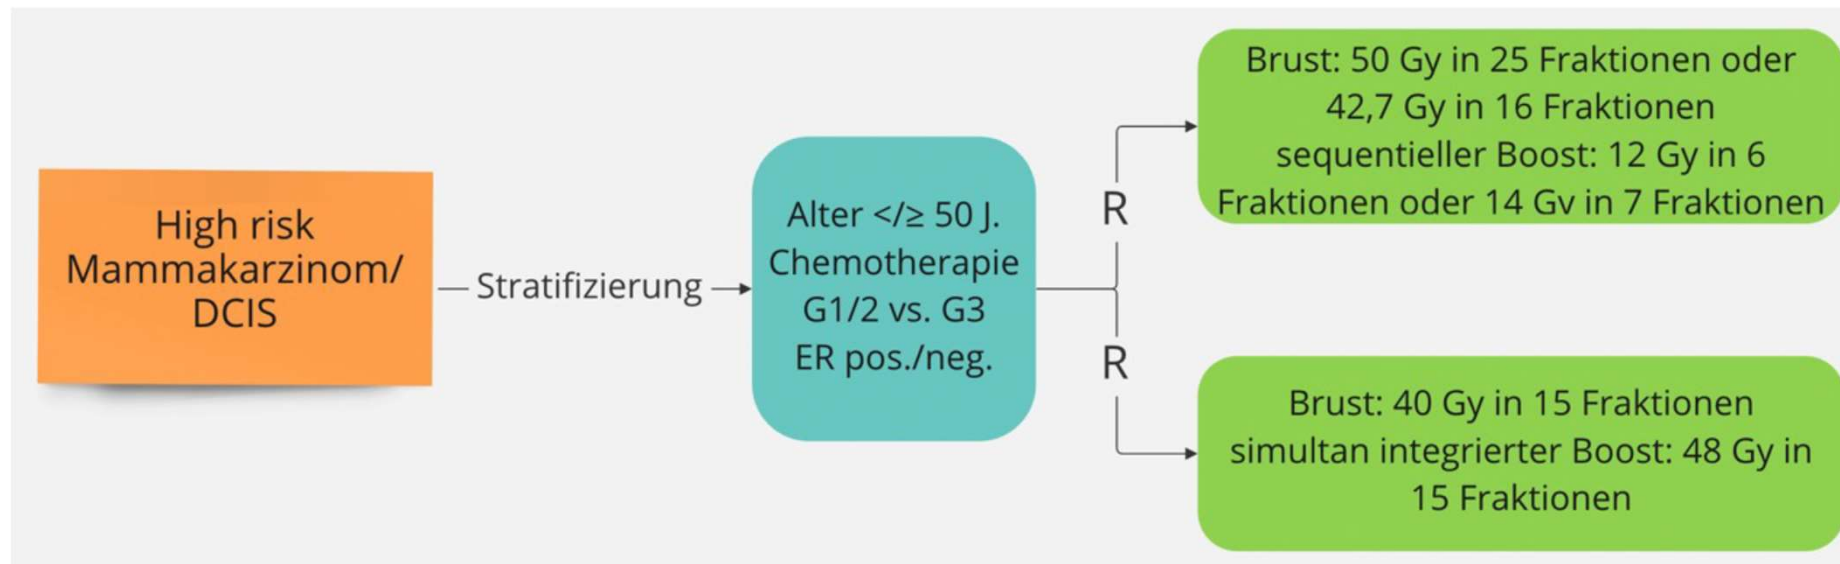 High risk
Mammakarzinom/
DCIS
Stratifizierung
Alter </≥ 50 J.
Chemotherapie
G1/2 vs. G3
ER pos./neg.
R
R
Brust: 50 Gy in 25 Fraktionen oder
42,7 Gy in 16 Fraktionen
sequentieller Boost: 12 Gy in 6
Fraktionen oder 14 Gy in 7 Fraktionen
Brust: 40 Gy in 15 Fraktionen
simultan integrierter Boost: 48 Gy in
15 Fraktionen